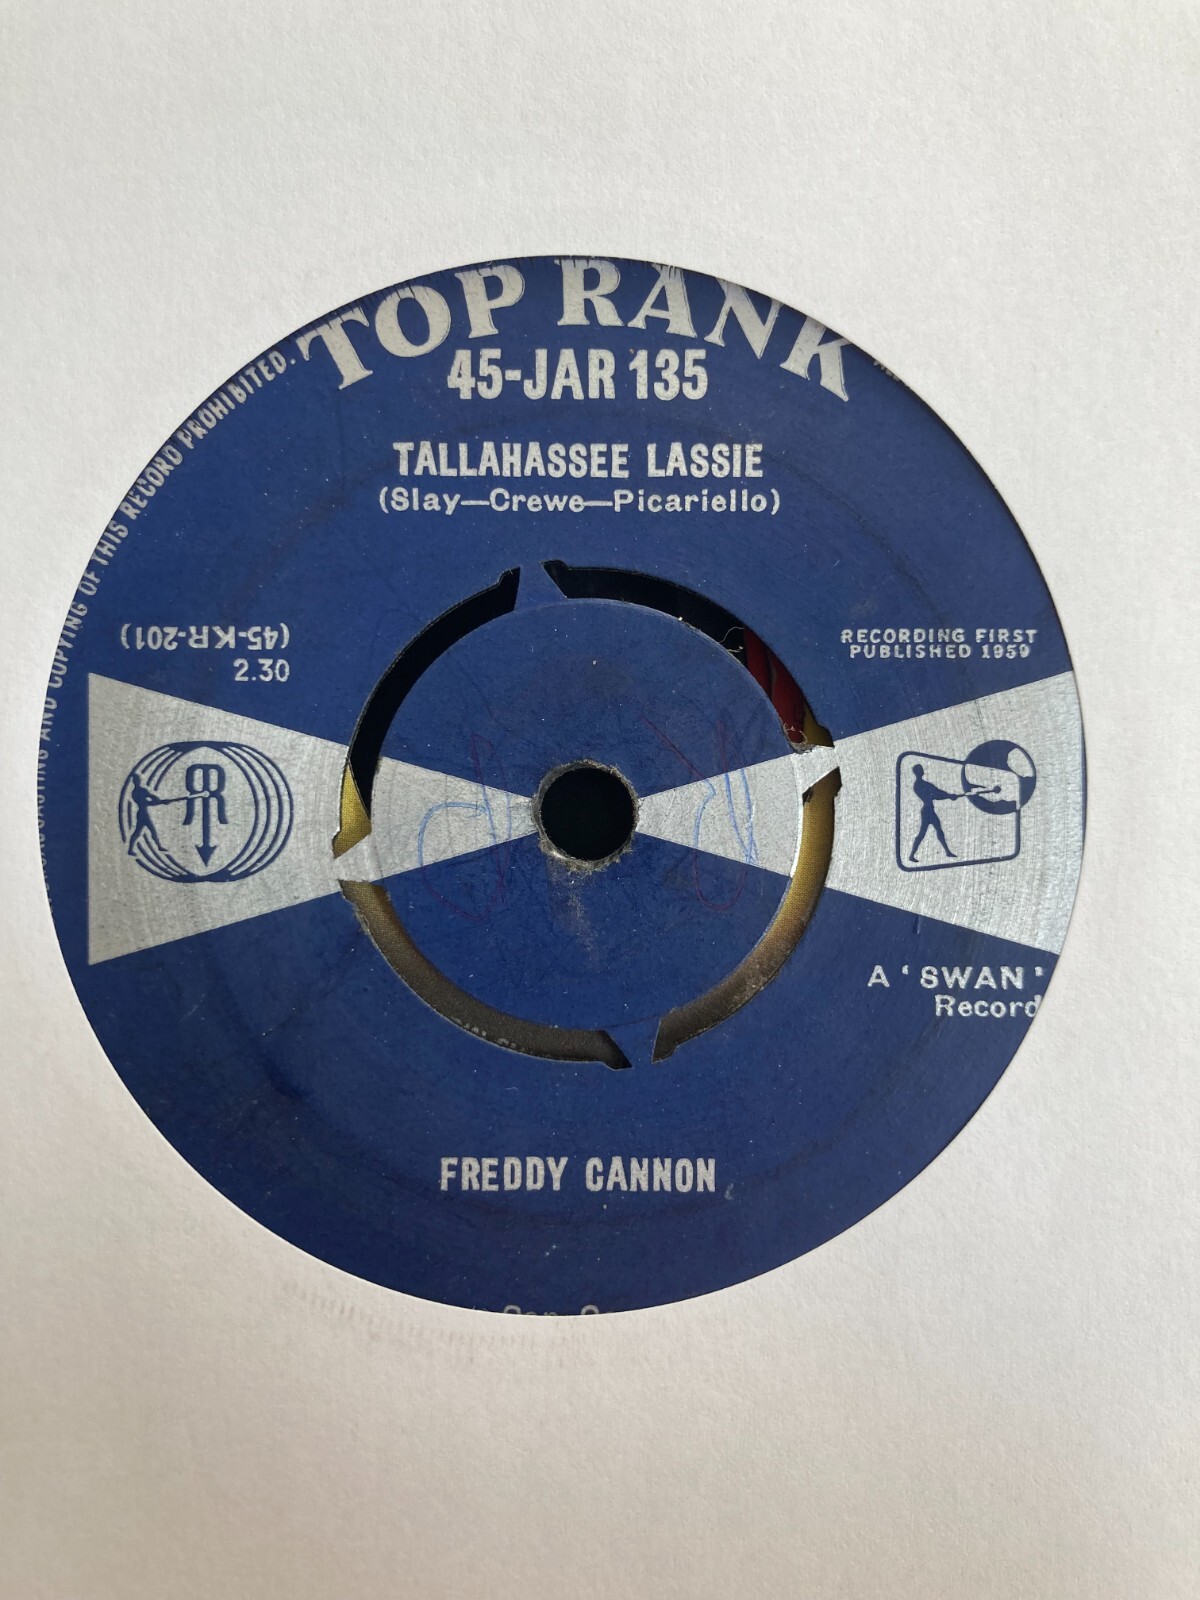 TOP RANK
45-JAR 135
TALLAHASSEE LASSIE
(Slay—Crewe—Picariello)
COPYING OF THIS RECORD PROHIBITED.
(45-KR-201)
2.30
RECORDING FIRST
PUBLISHED 1959
A 'SWAN'
Record
FREDDY CANNON